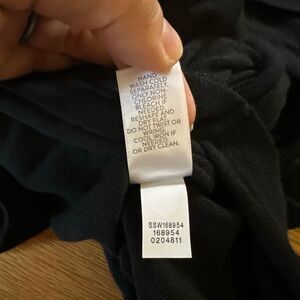 HAND
WASH COLD
SEPARATELY.
ONLY NON-
CHLORINE
BLEACH IF
NEEDED.
RESHAPE AND
DRY FLAT.
DO NOT TWIST OR
WRING.
COOL IRON IF
NEEDED
OR DRY CLEAN.
SSW168954
168954
0204811